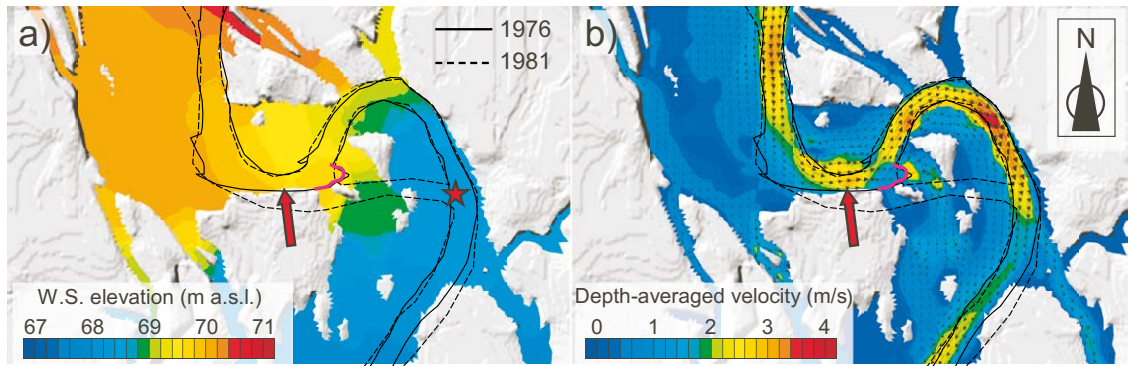 a)
1976
1981
W.S. elevation (m a.s.l.)
67 68 69 70 71
b)
N
Depth-averaged velocity (m/s)
0 1 2 3 4